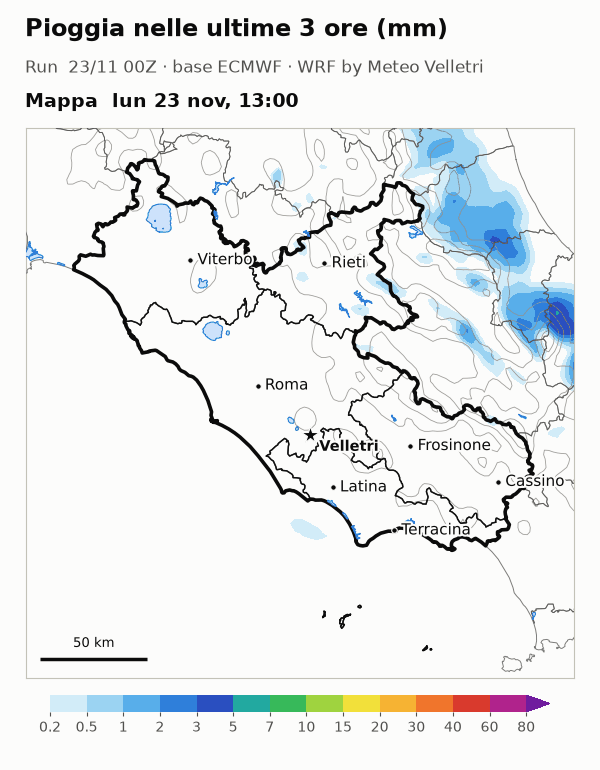 Pioggia nelle ultime 3 ore (mm)
Run  23/11 00Z · base ECMWF · WRF by Meteo Velletri
Mappa  lun 23 nov, 13:00
Viterbo
Rieti
Roma
Velletri
Frosinone
Latina
Cassino
Terracina
50 km
0.2 0.5 1 2 3 5 7 10 15 20 30 40 60 80